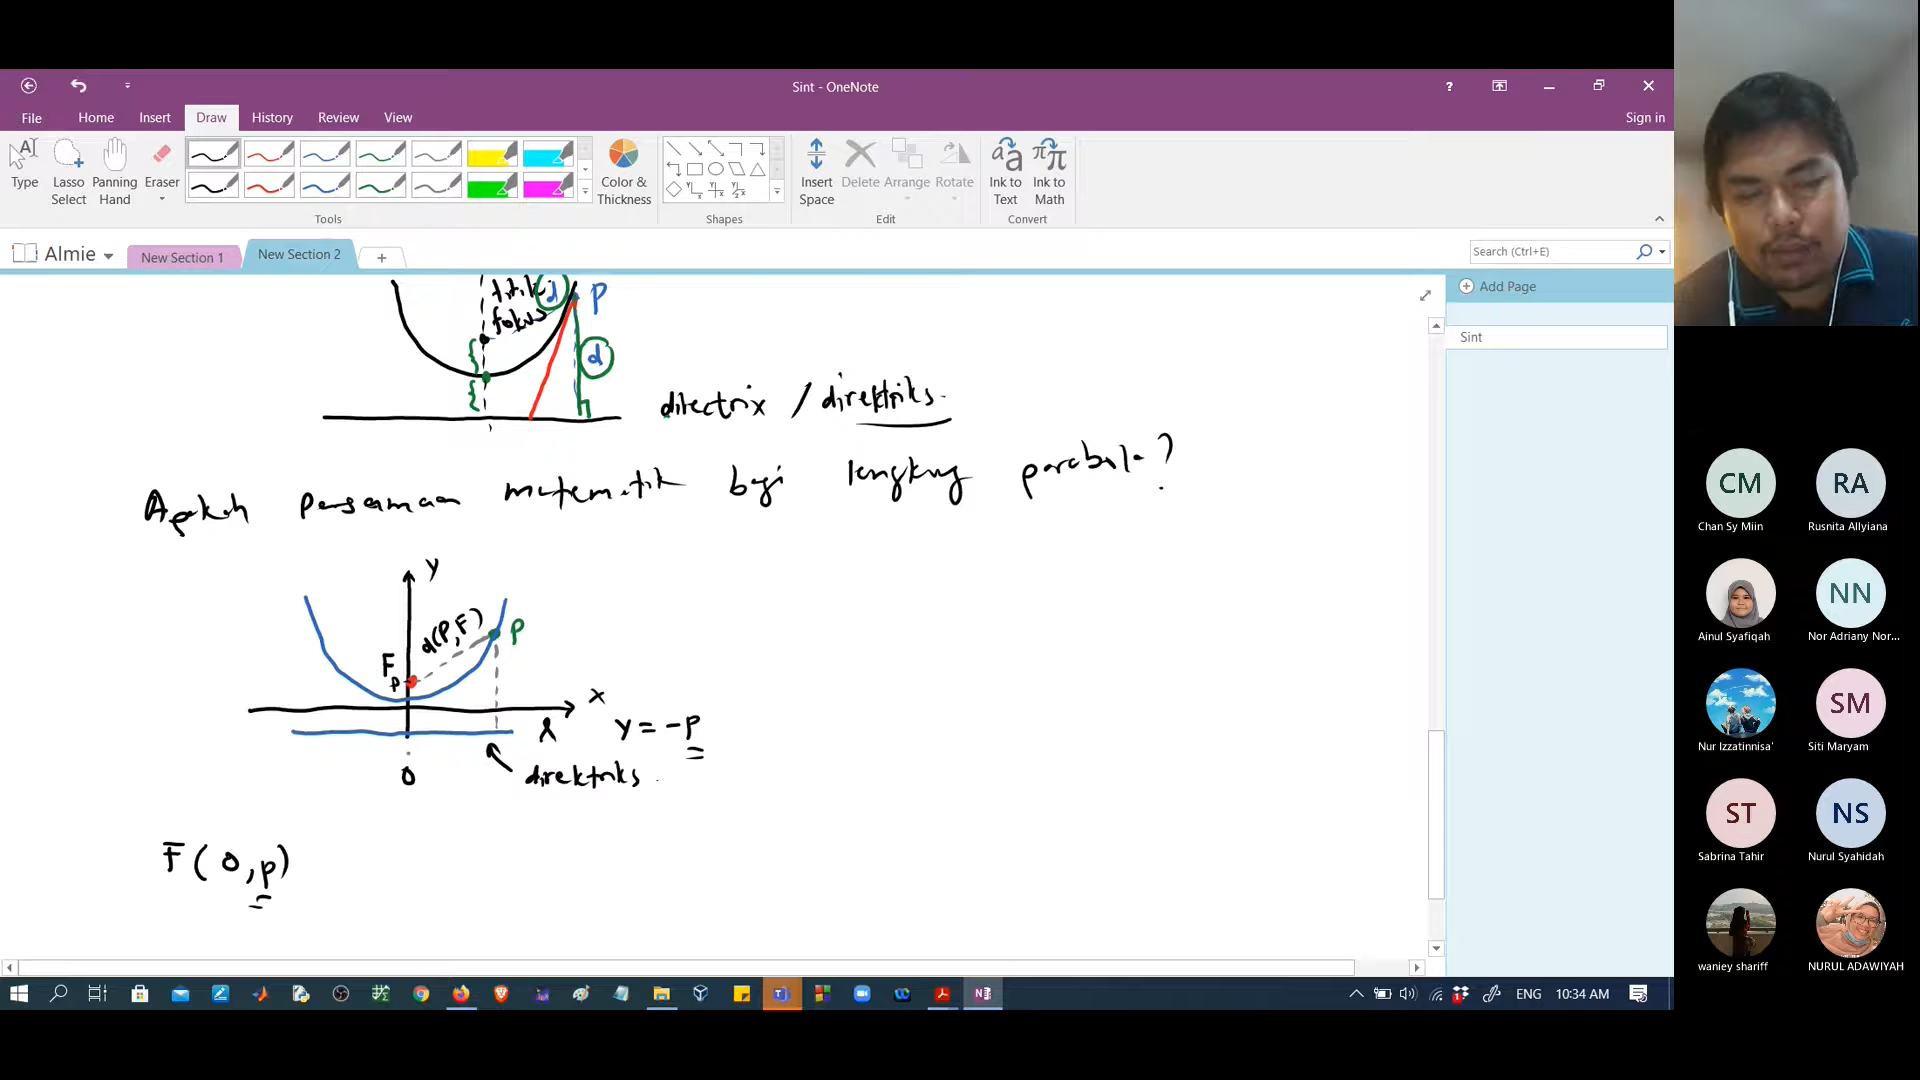 Sint - OneNote
?
File Home Insert Draw History Review View Sign in
Type
Lasso Select
Panning Hand
Eraser
Color & Thickness
Insert Space
Delete
Arrange
Rotate
Ink to Text
Ink to Math
Tools
Shapes
Edit
Convert
Almie
New Section 1
New Section 2
+
Search (Ctrl+E)
Add Page
Sint
titik fokus
d
P
d
directrix / direktriks.
Apakah persamaan matematik bagi lengkung parabola?
y
d(P,F)
P
F
p
x
y = -p
0
direktriks
F(0,p)
CM
Chan Sy Miin
RA
Rusnita Allyiana
Ainul Syafiqah
NN
Nor Adriany Nor...
Nur Izzatinnisa'
SM
Siti Maryam
ST
Sabrina Tahir
NS
Nurul Syahidah
waniey shariff
NURUL ADAWIYAH
ENG
10:34 AM